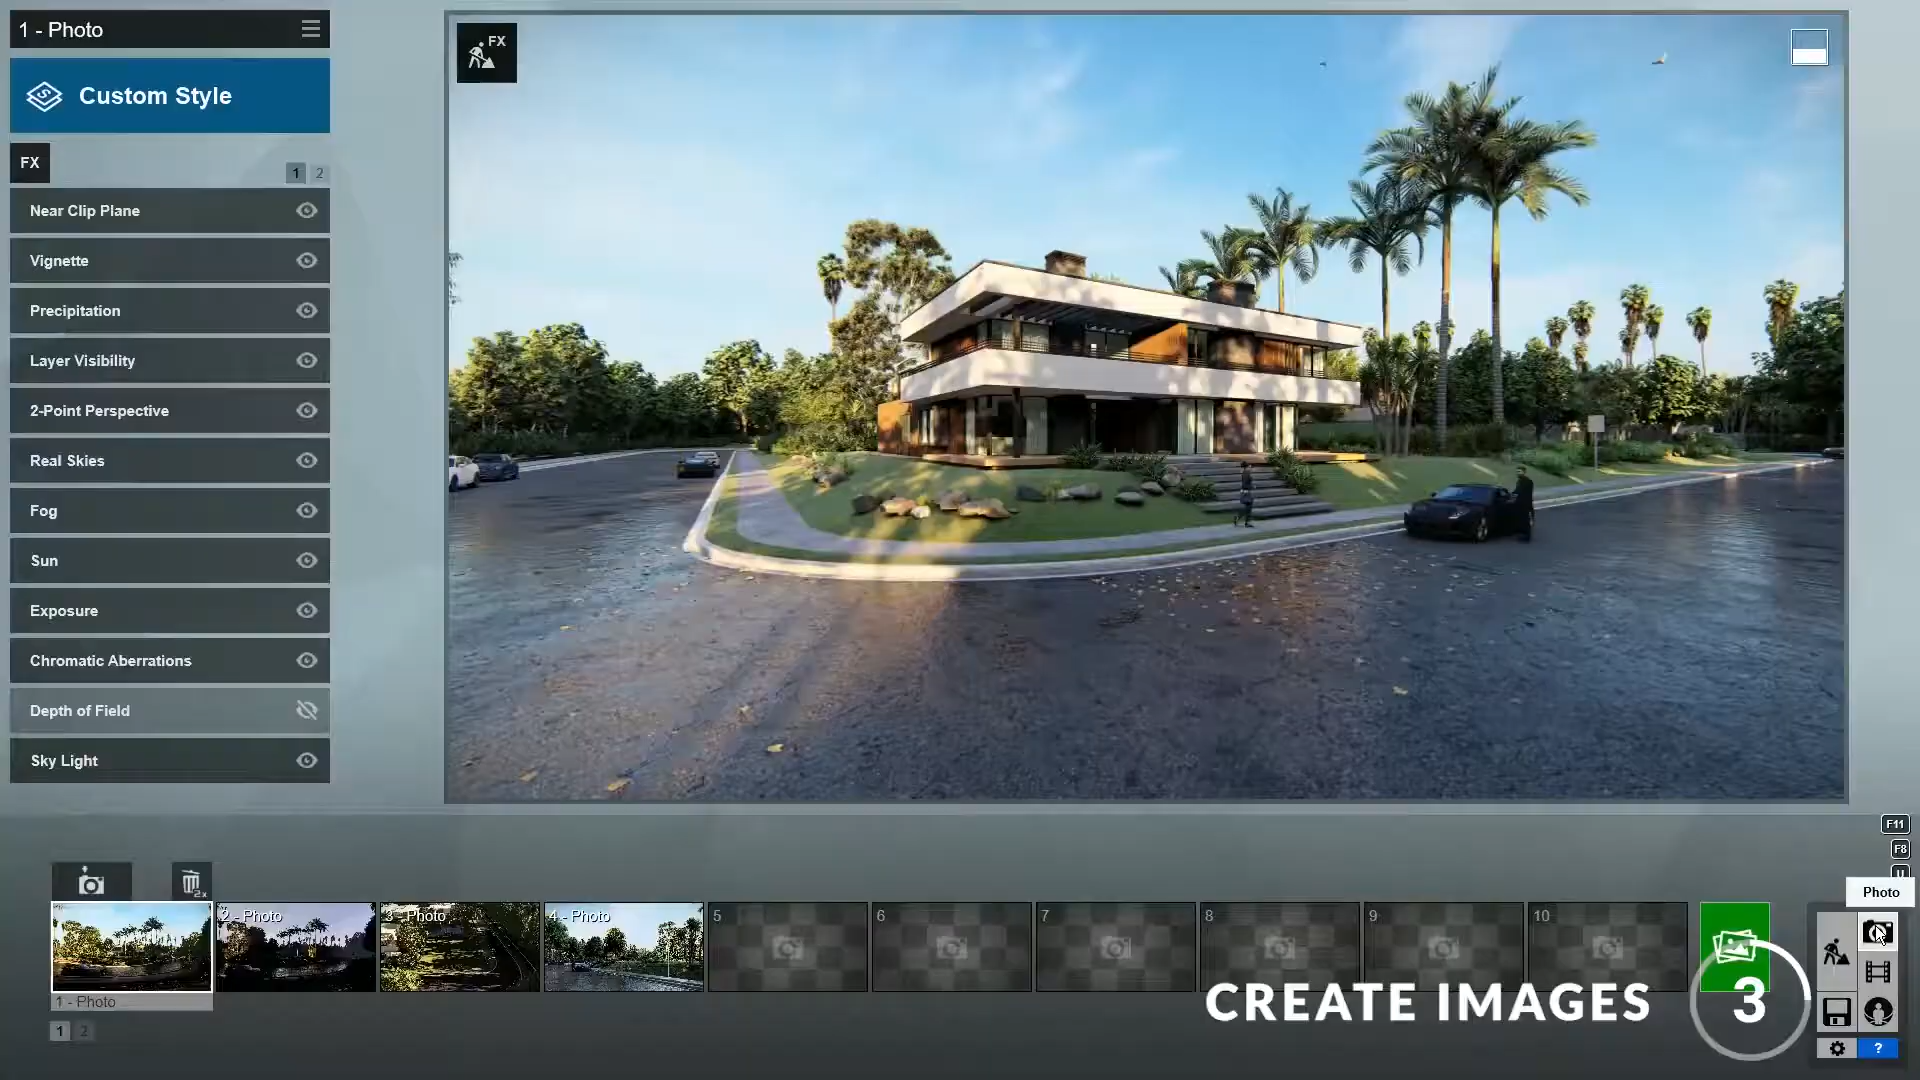 1 - Photo
Custom Style
FX
1 2
Near Clip Plane
Vignette
Precipitation
Layer Visibility
2-Point Perspective
Real Skies
Fog
Sun
Exposure
Chromatic Aberrations
Depth of Field
Sky Light
FX
F11
F8
U
Photo
2x
2 - Photo
3 - Photo
4 - Photo
5
6
7
8
9
10
1 - Photo
1 2
CREATE IMAGES
3
?